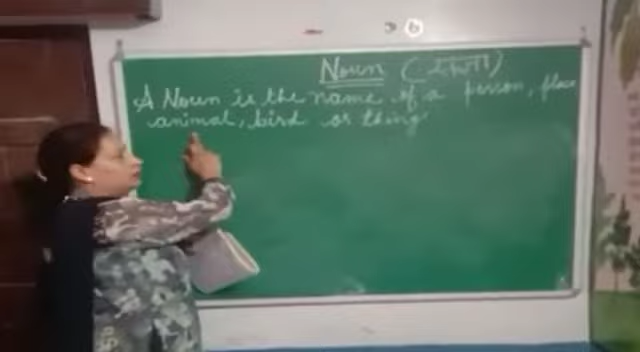 Noun (संज्ञा)
A Noun is the name of a person, place
animal, bird or thing